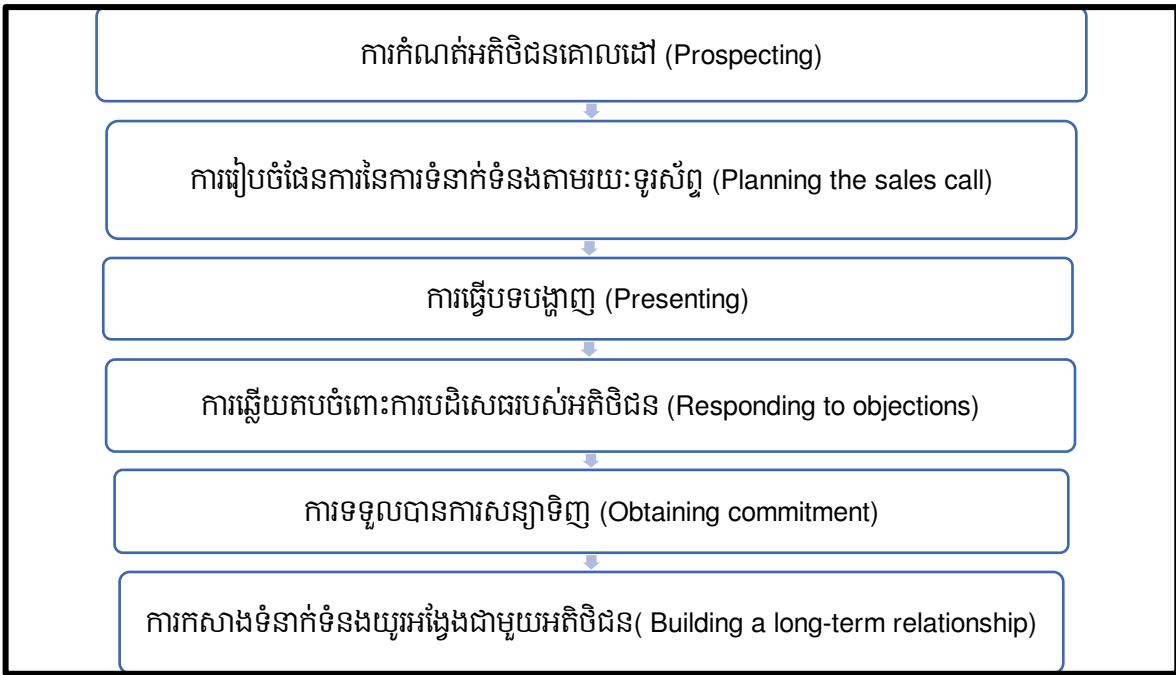 ការកំណត់អតិថិជនគោលដៅ (Prospecting)
ការរៀបចំផែនការនៃការទំនាក់ទំនងតាមរយៈទូរស័ព្ទ (Planning the sales call)
ការធ្វើបទបង្ហាញ (Presenting)
ការឆ្លើយតបចំពោះការបដិសេធរបស់អតិថិជន (Responding to objections)
ការទទួលបានការសន្យាទិញ (Obtaining commitment)
ការកសាងទំនាក់ទំនងយូរអង្វែងជាមួយអតិថិជន( Building a long-term relationship)